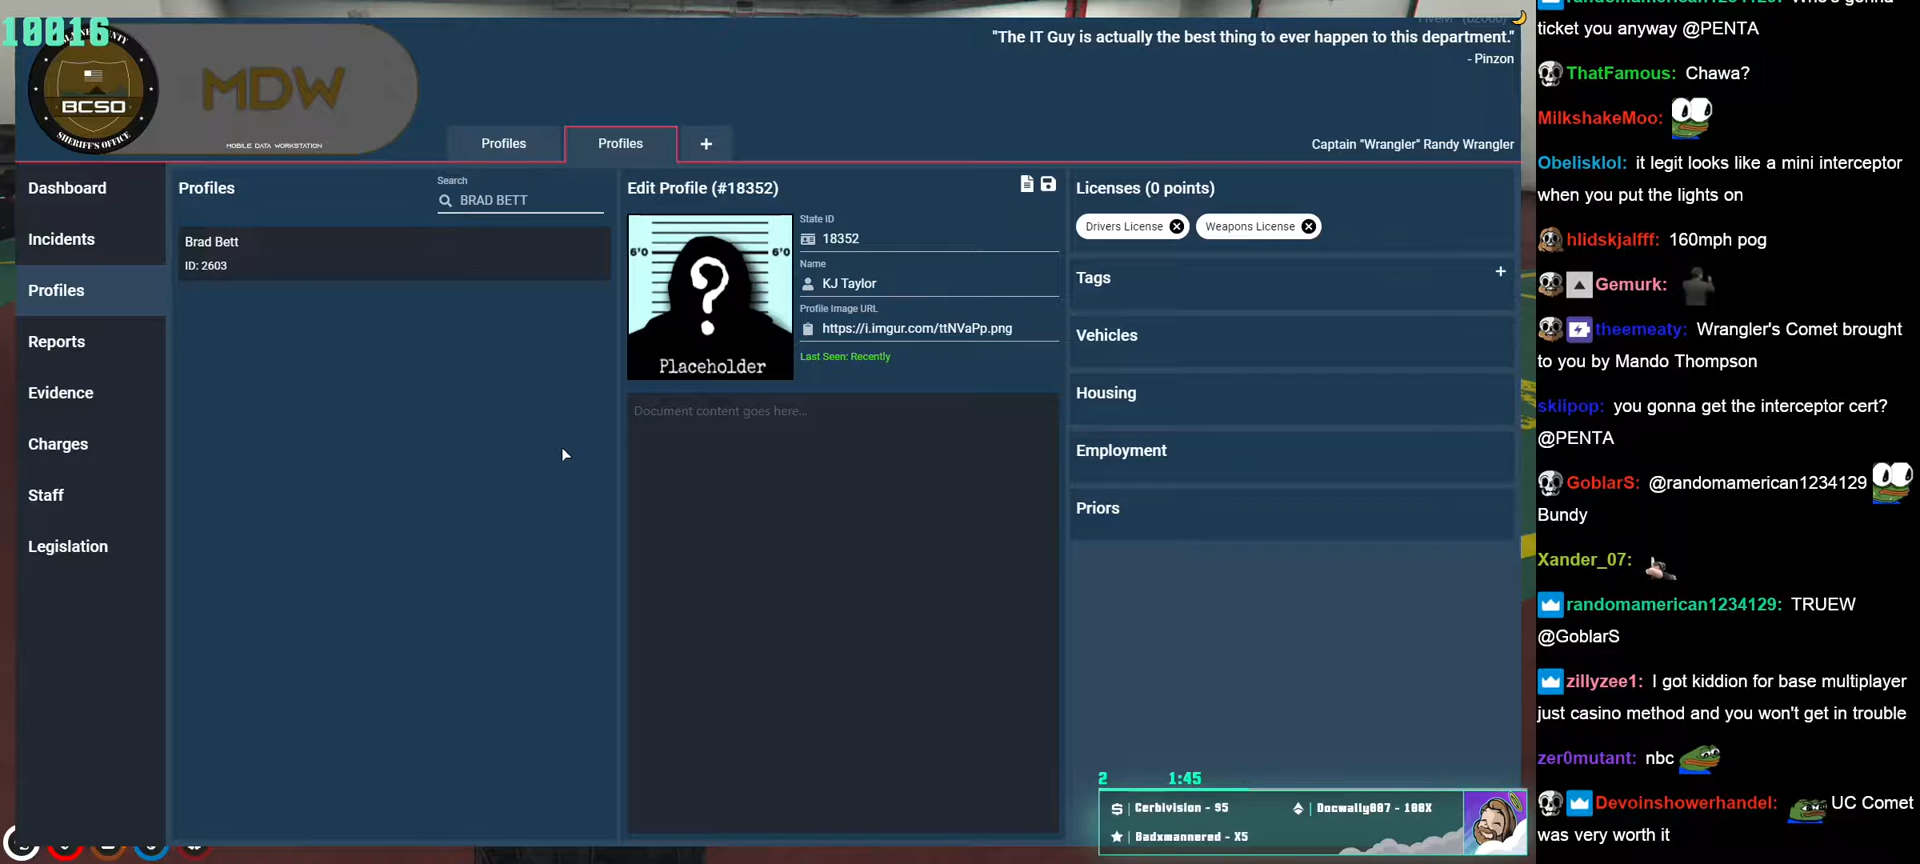 10016
BCSO
SHERIFF'S OFFICE
MDW
MOBILE DATA WORKSTATION
"The IT Guy is actually the best thing to ever happen to this department."
- Pinzon
Profiles
Profiles
+
Captain "Wrangler" Randy Wrangler
Dashboard
Incidents
Profiles
Reports
Evidence
Charges
Staff
Legislation
Profiles
Search
BRAD BETT
Brad Bett
ID: 2603
Edit Profile (#18352)
6'0
6'0
Placeholder
State ID
18352
Name
KJ Taylor
Profile Image URL
https://i.imgur.com/ttNVaPp.png
Last Seen: Recently
Document content goes here...
Licenses (0 points)
Drivers License
Weapons License
Tags
+
Vehicles
Housing
Employment
Priors
2
1:45
Cerbivision - 95
Docwally007 - 100X
Badxmannered - X5
ticket you anyway @PENTA
ThatFamous: Chawa?
MilkshakeMoo:
Obelisklol: it legit looks like a mini interceptor
when you put the lights on
hlidskjalfff: 160mph pog
Gemurk:
theemeaty: Wrangler's Comet brought
to you by Mando Thompson
skiipop: you gonna get the interceptor cert?
@PENTA
GoblarS: @randomamerican1234129
Bundy
Xander_07:
randomamerican1234129: TRUEW
@GoblarS
zillyzee1: I got kiddion for base multiplayer
just casino method and you won't get in trouble
zer0mutant: nbc
Devoinshowerhandel: UC Comet
was very worth it